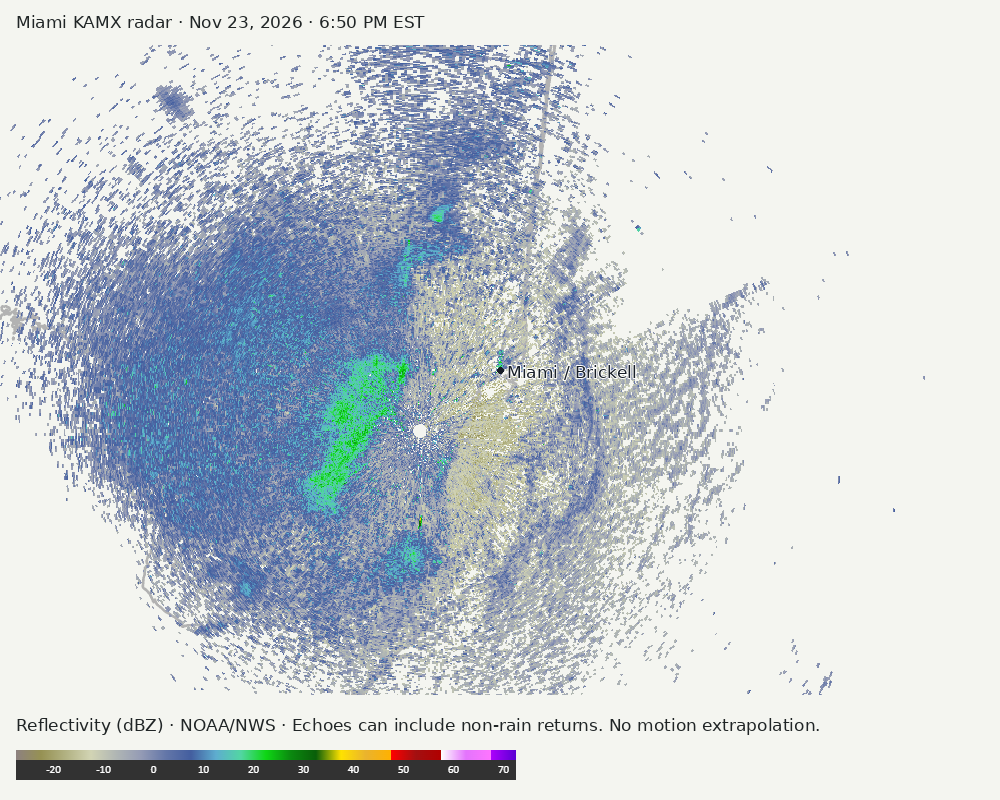 Miami KAMX radar · Nov 23, 2026 · 6:50 PM EST
Miami / Brickell
Reflectivity (dBZ) · NOAA/NWS · Echoes can include non-rain returns. No motion extrapolation.
-20 -10 0 10 20 30 40 50 60 70